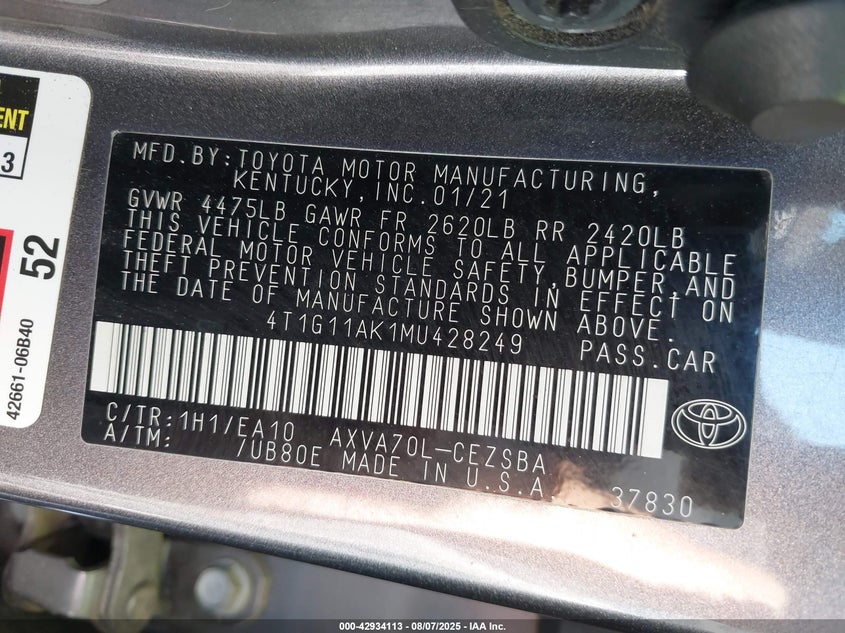 ENT
3
52
42661-06B40
MFD.BY:TOYOTA MOTOR MANUFACTURING,
KENTUCKY,INC.01/21
GVWR 4475LB GAWR FR 2620LB RR 2420LB
THIS VEHICLE CONFORMS TO ALL APPLICABLE
FEDERAL MOTOR VEHICLE SAFETY,BUMPER,AND
THEFT PREVENTION STANDARDS IN EFFECT ON
THE DATE OF MANUFACTURE SHOWN ABOVE.
4T1G11AK1MU428249 PASS.CAR
C/TR:1H1/EA10 AXVA70L-CEZSBA
A/TM: /UB80E MADE IN U.S.A. 37830
000-42934113 - 08/07/2025 - IAA Inc.